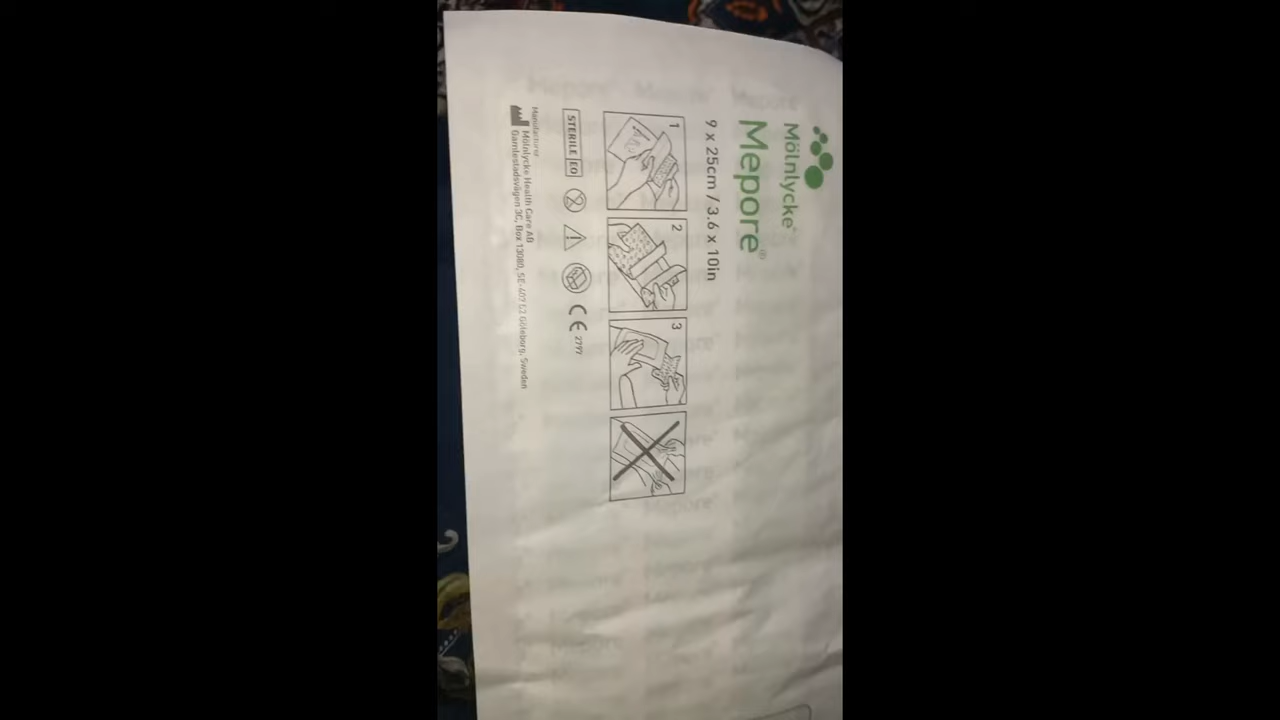 Mölnlycke®
Mepore®
9 x 25cm / 3.6 x 10in
1
2
3
STERILE EO
CE 2797
Manufacturer
Mölnlycke Health Care AB
Gamlestadsvägen 3C, Box 13080, SE-402 52 Göteborg, Sweden
Mepore®